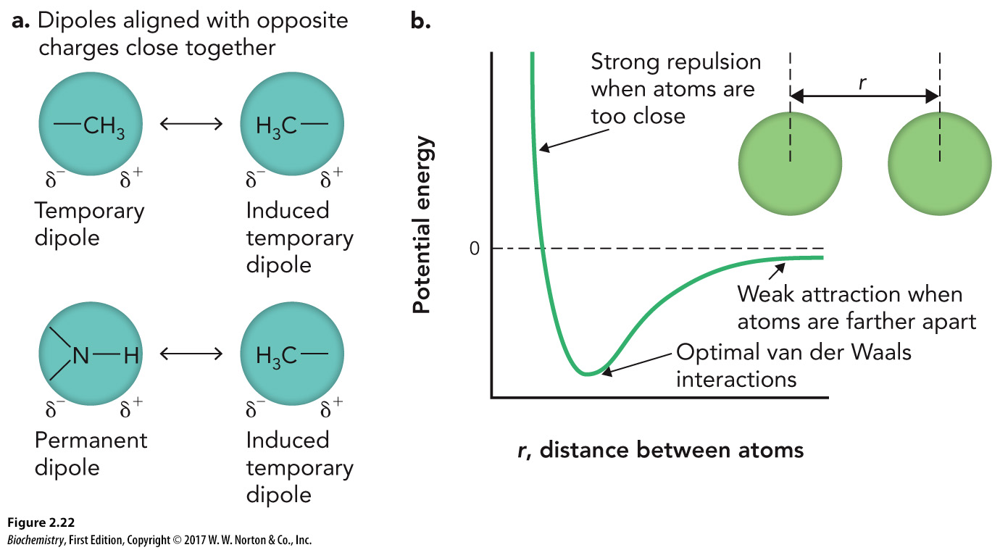 a. Dipoles aligned with opposite
charges close together
—CH₃
H₃C—
δ⁻ δ⁺
δ⁻ δ⁺
Temporary
dipole
Induced
temporary
dipole
N—H
H₃C—
δ⁻ δ⁺
δ⁻ δ⁺
Permanent
dipole
Induced
temporary
dipole
b.
Strong repulsion
when atoms are
too close
r
Potential energy
0
Weak attraction when
atoms are farther apart
Optimal van der Waals
interactions
r, distance between atoms
Figure 2.22
Biochemistry, First Edition, Copyright © 2017 W. W. Norton & Co., Inc.